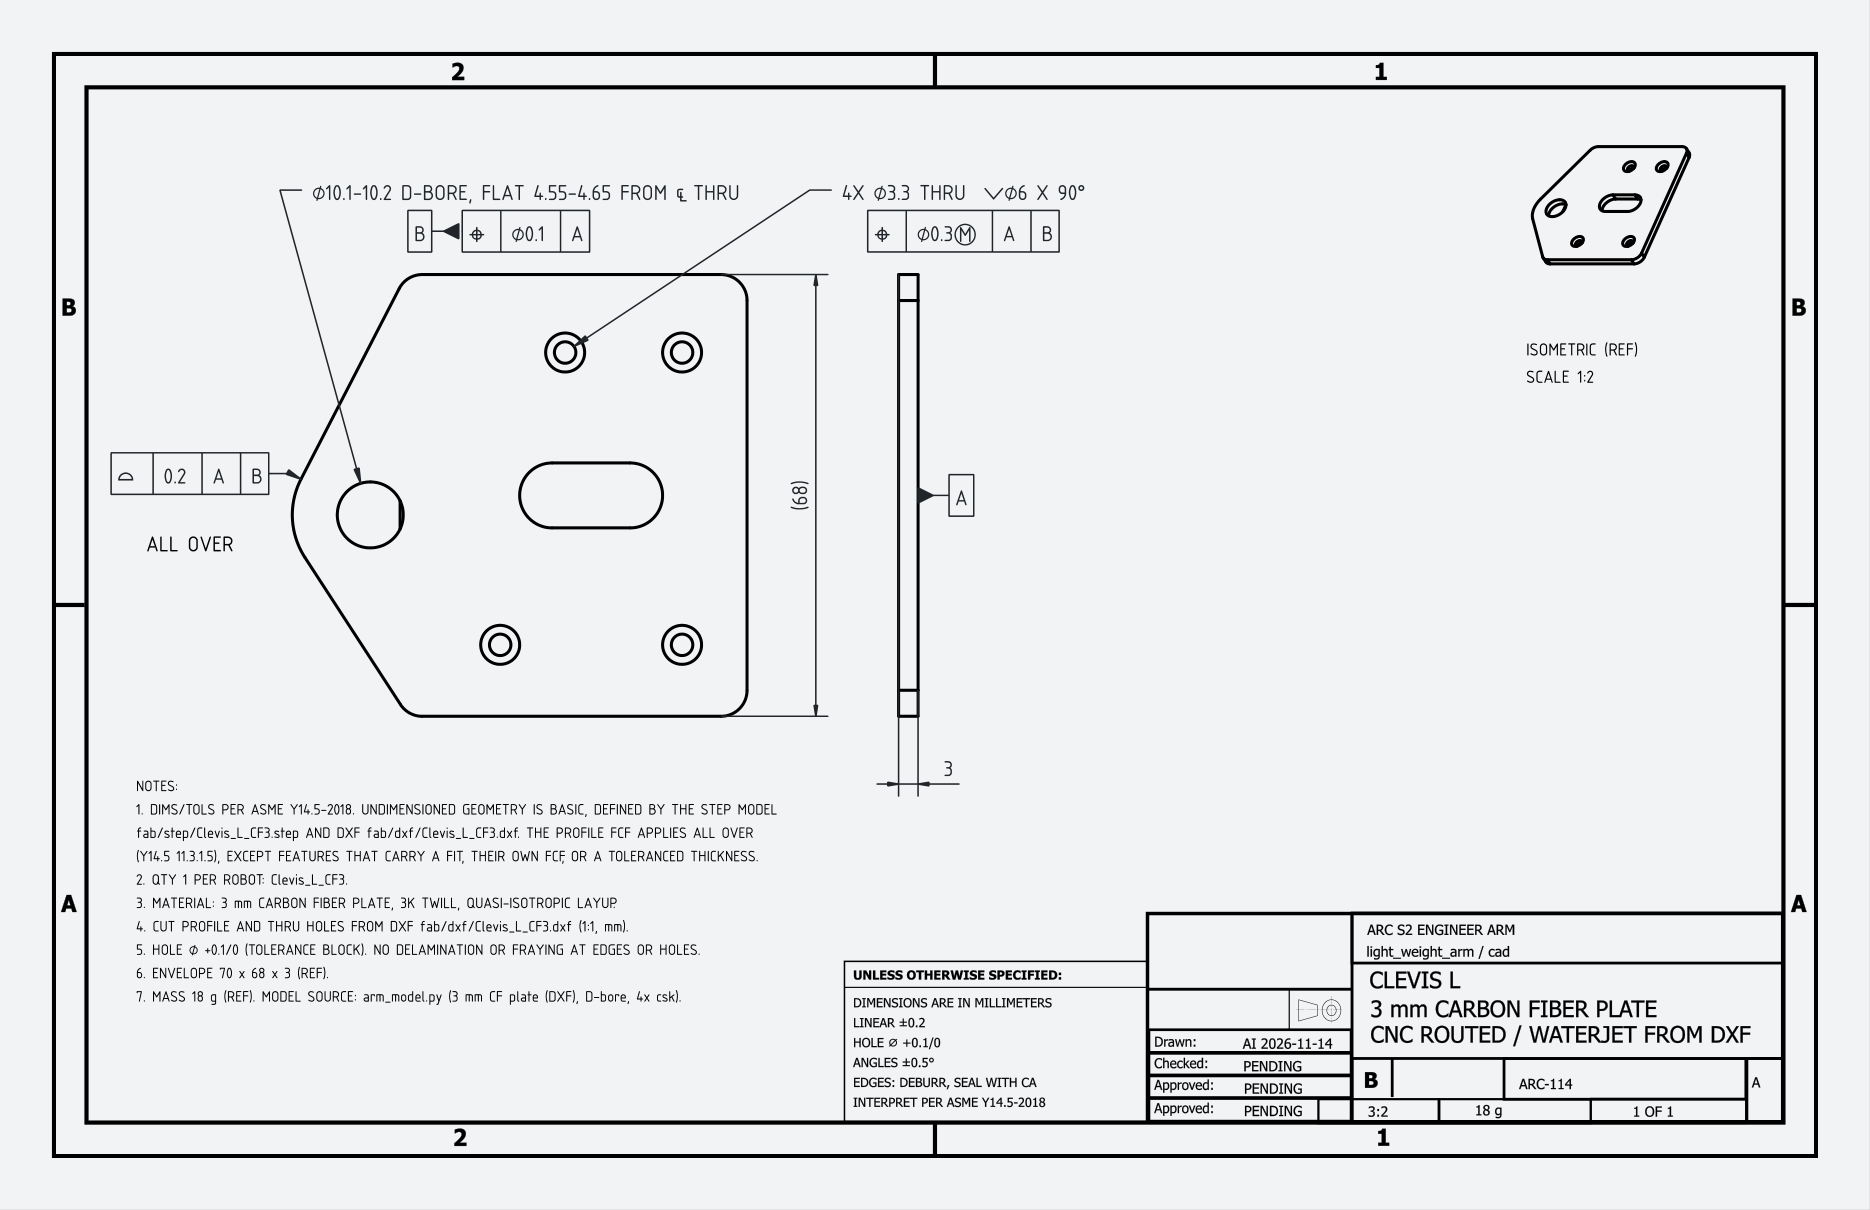 2 1
Ø10.1-10.2 D-BORE, FLAT 4.55-4.65 FROM ℄ THRU
B ⌖ Ø0.1 A
4X Ø3.3 THRU ⌵Ø6 X 90°
⌖ Ø0.3Ⓜ A B
B B
ISOMETRIC (REF)
SCALE 1:2
⌓ 0.2 A B
ALL OVER
(68)
A
3
A A
NOTES:
1. DIMS/TOLS PER ASME Y14.5-2018. UNDIMENSIONED GEOMETRY IS BASIC, DEFINED BY THE STEP MODEL
fab/step/Clevis_L_CF3.step AND DXF fab/dxf/Clevis_L_CF3.dxf. THE PROFILE FCF APPLIES ALL OVER
(Y14.5 11.3.1.5), EXCEPT FEATURES THAT CARRY A FIT, THEIR OWN FCF, OR A TOLERANCED THICKNESS.
2. QTY 1 PER ROBOT: Clevis_L_CF3.
3. MATERIAL: 3 mm CARBON FIBER PLATE, 3K TWILL, QUASI-ISOTROPIC LAYUP.
4. CUT PROFILE AND THRU HOLES FROM DXF fab/dxf/Clevis_L_CF3.dxf (1:1, mm).
5. HOLE Ø +0.1/0 (TOLERANCE BLOCK). NO DELAMINATION OR FRAYING AT EDGES OR HOLES.
6. ENVELOPE 70 x 68 x 3 (REF).
7. MASS 18 g (REF). MODEL SOURCE: arm_model.py (3 mm CF plate (DXF), D-bore, 4x csk).
UNLESS OTHERWISE SPECIFIED:
DIMENSIONS ARE IN MILLIMETERS
LINEAR ±0.2
HOLE Ø +0.1/0
ANGLES ±0.5°
EDGES: DEBURR, SEAL WITH CA
INTERPRET PER ASME Y14.5-2018
Drawn: AI 2026-11-14
Checked: PENDING
Approved: PENDING
Approved: PENDING
ARC S2 ENGINEER ARM
light_weight_arm / cad
CLEVIS L
3 mm CARBON FIBER PLATE
CNC ROUTED / WATERJET FROM DXF
B ARC-114 A
3:2 18 g 1 OF 1
2 1